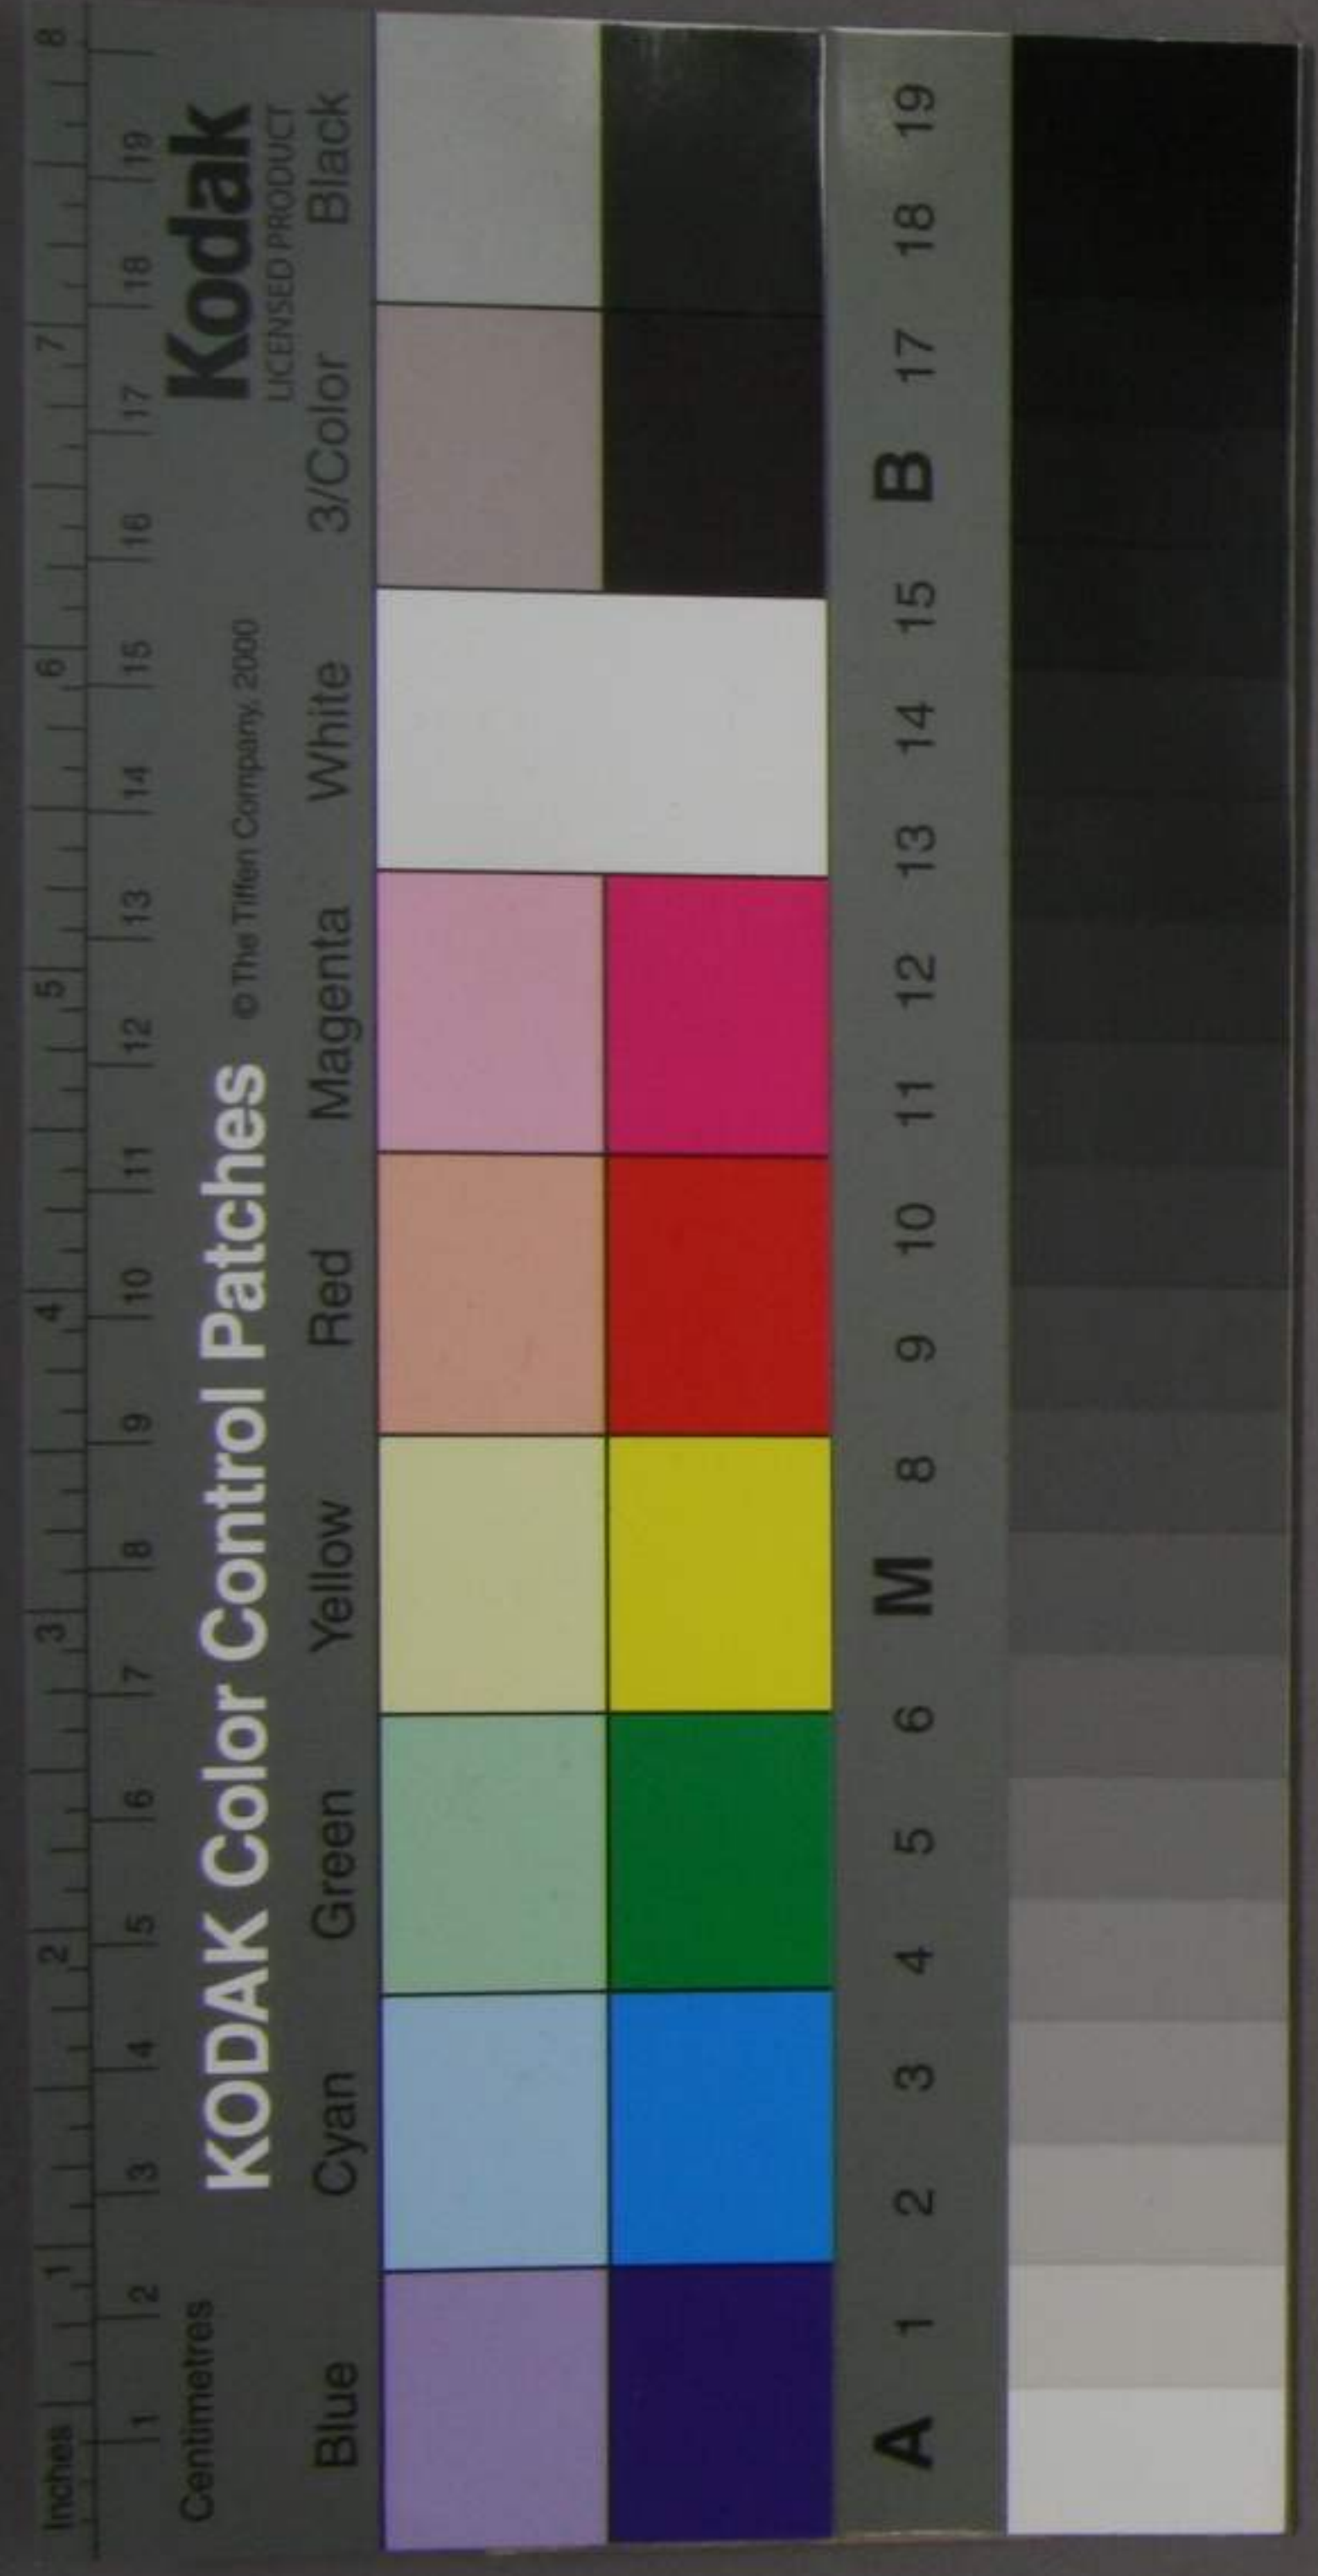 Inches 1 2 3 4 5 6 7 8
1 2 3 4 5 6 7 8 9 10 11 12 13 14 15 16 17 18 19
Centimetres
KODAK Color Control Patches © The Tiffen Company, 2000 Kodak
LICENSED PRODUCT
Blue Cyan Green Yellow Red Magenta White 3/Color Black
A 1 2 3 4 5 6 M 8 9 10 11 12 13 14 15 B 17 18 19